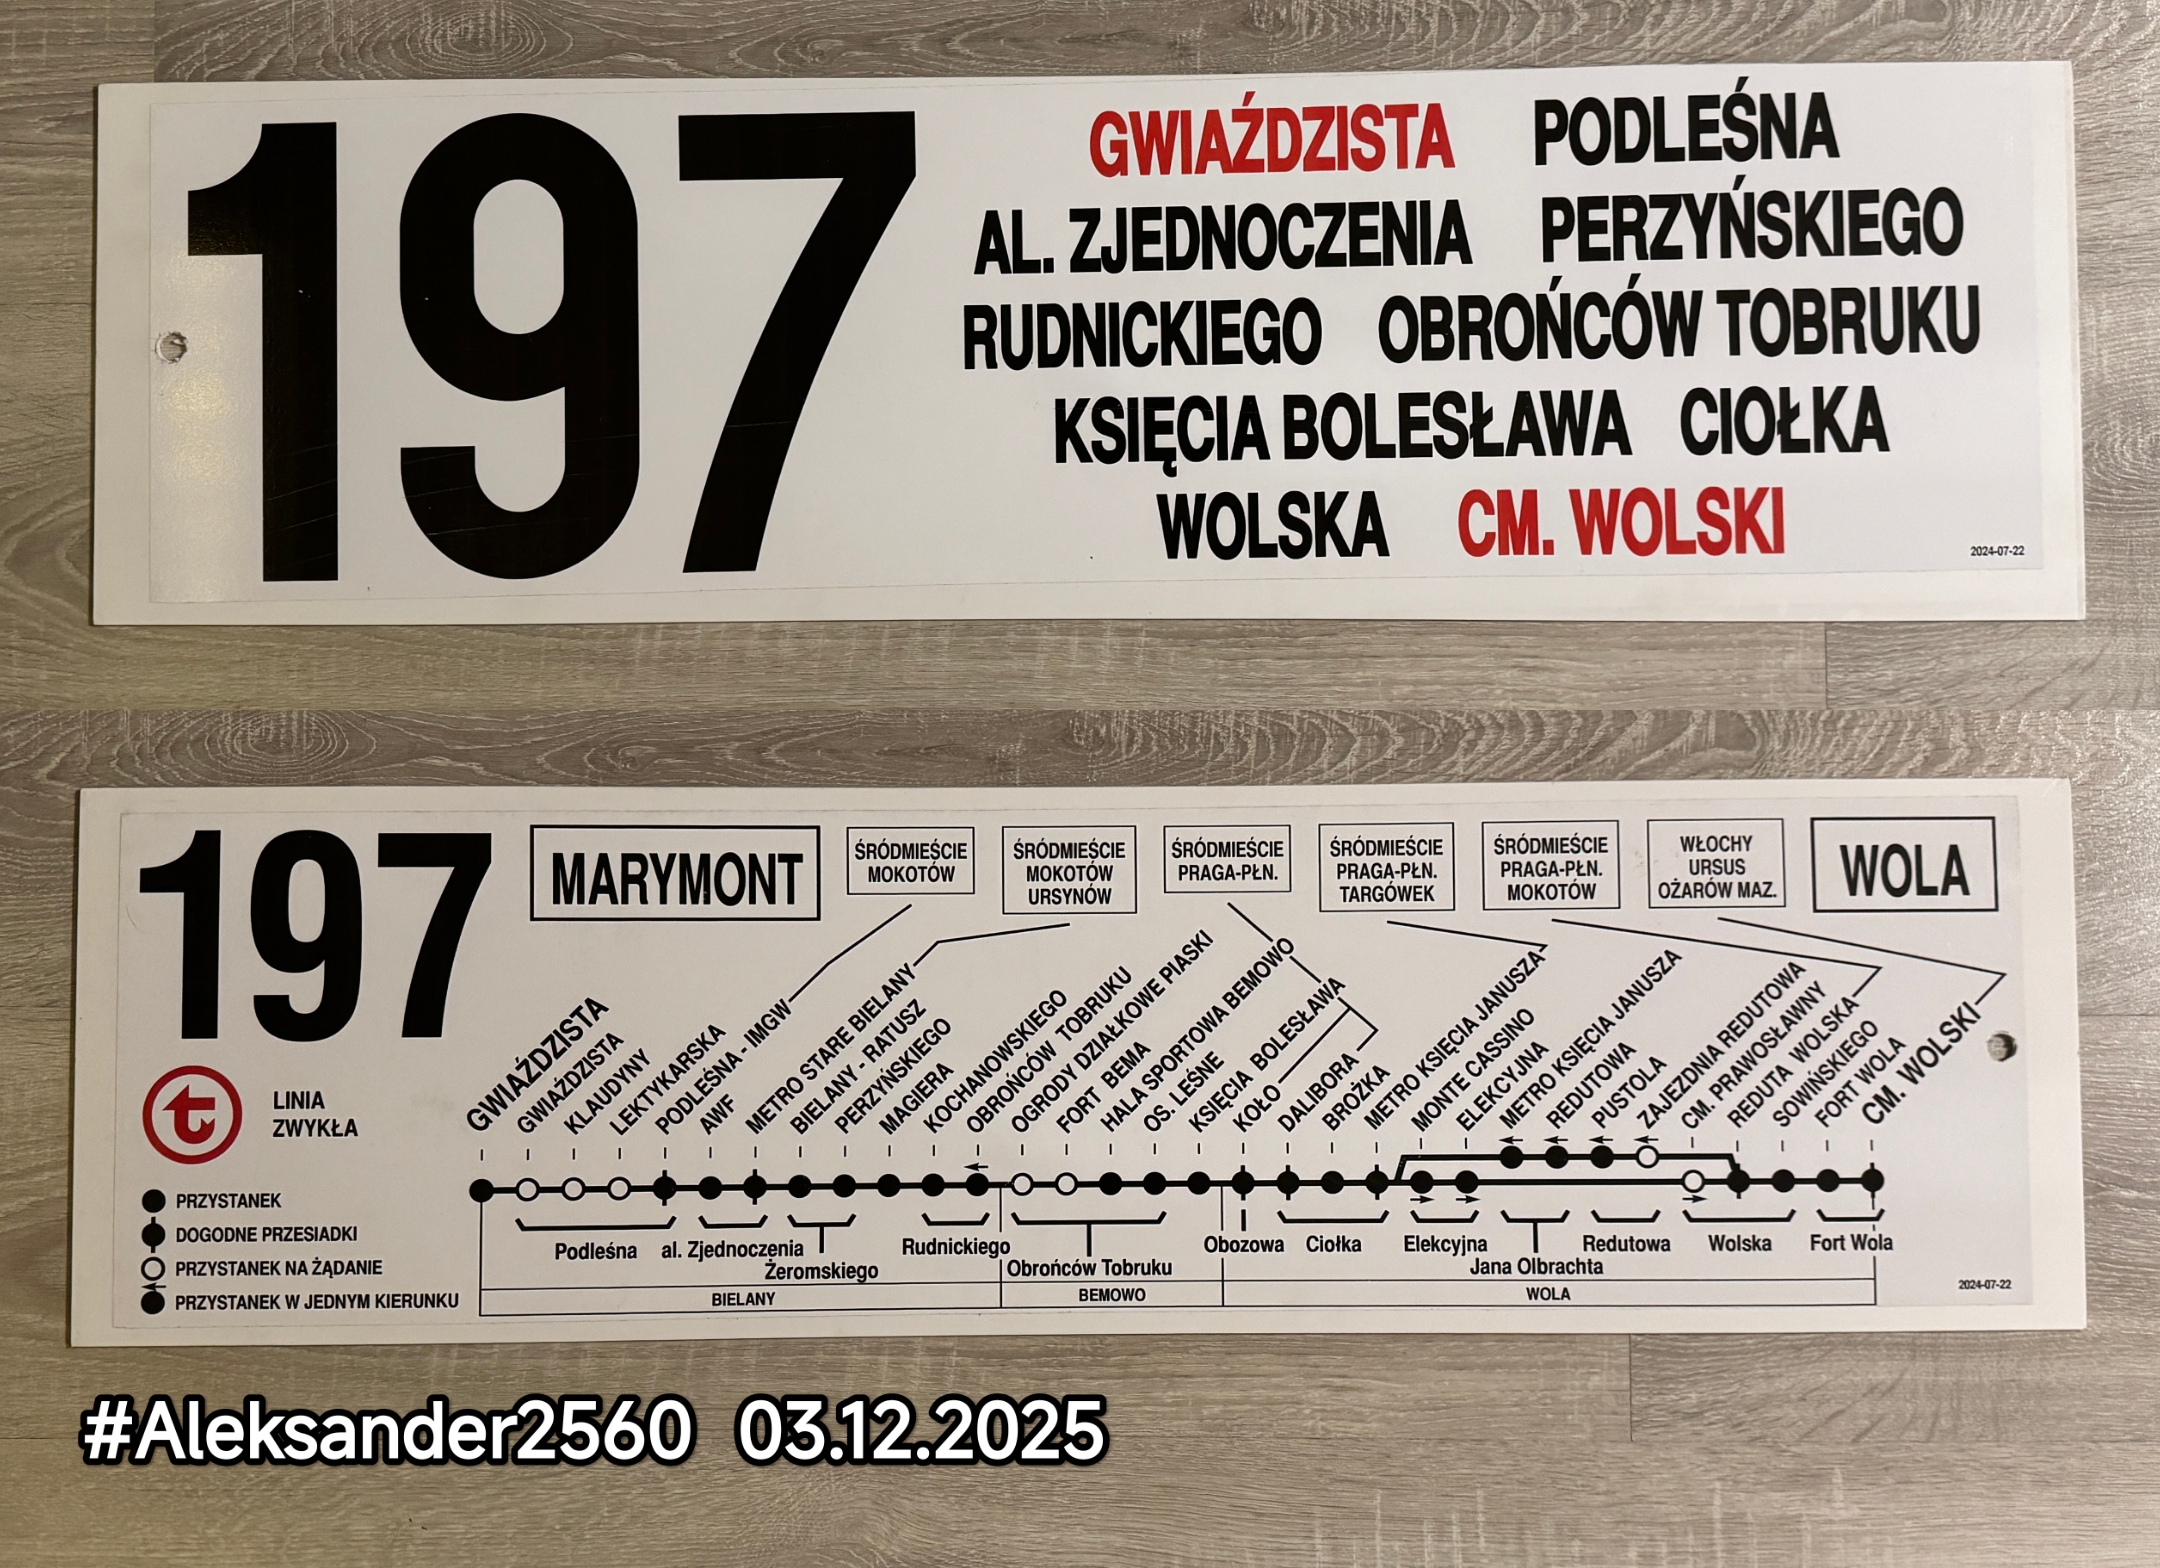 197
GWIAŹDZISTA PODLEŚNA
AL. ZJEDNOCZENIA PERZYŃSKIEGO
RUDNICKIEGO OBROŃCÓW TOBRUKU
KSIĘCIA BOLESŁAWA CIOŁKA
WOLSKA CM. WOLSKI
2024-07-22
197
MARYMONT
ŚRÓDMIEŚCIE
MOKOTÓW
ŚRÓDMIEŚCIE
MOKOTÓW
URSYNÓW
ŚRÓDMIEŚCIE
PRAGA-PŁN.
ŚRÓDMIEŚCIE
PRAGA-PŁN.
TARGÓWEK
ŚRÓDMIEŚCIE
PRAGA-PŁN.
MOKOTÓW
WŁOCHY
URSUS
OŻARÓW MAZ.
WOLA
t
LINIA
ZWYKŁA
PRZYSTANEK
DOGODNE PRZESIADKI
PRZYSTANEK NA ŻĄDANIE
PRZYSTANEK W JEDNYM KIERUNKU
GWIAŹDZISTA
GWIAŹDZISTA
KLAUDYNY
LEKTYKARSKA
PODLEŚNA - IMGW
AWF
METRO STARE BIELANY
BIELANY - RATUSZ
PERZYŃSKIEGO
MAGIERA
KOCHANOWSKIEGO
OBROŃCÓW TOBRUKU
OGRODY DZIAŁKOWE PIASKI
FORT BEMA
HALA SPORTOWA BEMOWO
OS. LEŚNE
KSIĘCIA BOLESŁAWA
KOŁO
DALIBORA
BROŻKA
METRO KSIĘCIA JANUSZA
MONTE CASSINO
ELEKCYJNA
METRO KSIĘCIA JANUSZA
REDUTOWA
PUSTOLA
ZAJEZDNIA REDUTOWA
CM. PRAWOSŁAWNY
REDUTA WOLSKA
SOWIŃSKIEGO
FORT WOLA
CM. WOLSKI
Podleśna
al. Zjednoczenia
Żeromskiego
Rudnickiego
Obrońców Tobruku
Obozowa
Ciołka
Elekcyjna
Jana Olbrachta
Redutowa
Wolska
Fort Wola
BIELANY
BEMOWO
WOLA
2024-07-22
#Aleksander2560 03.12.2025